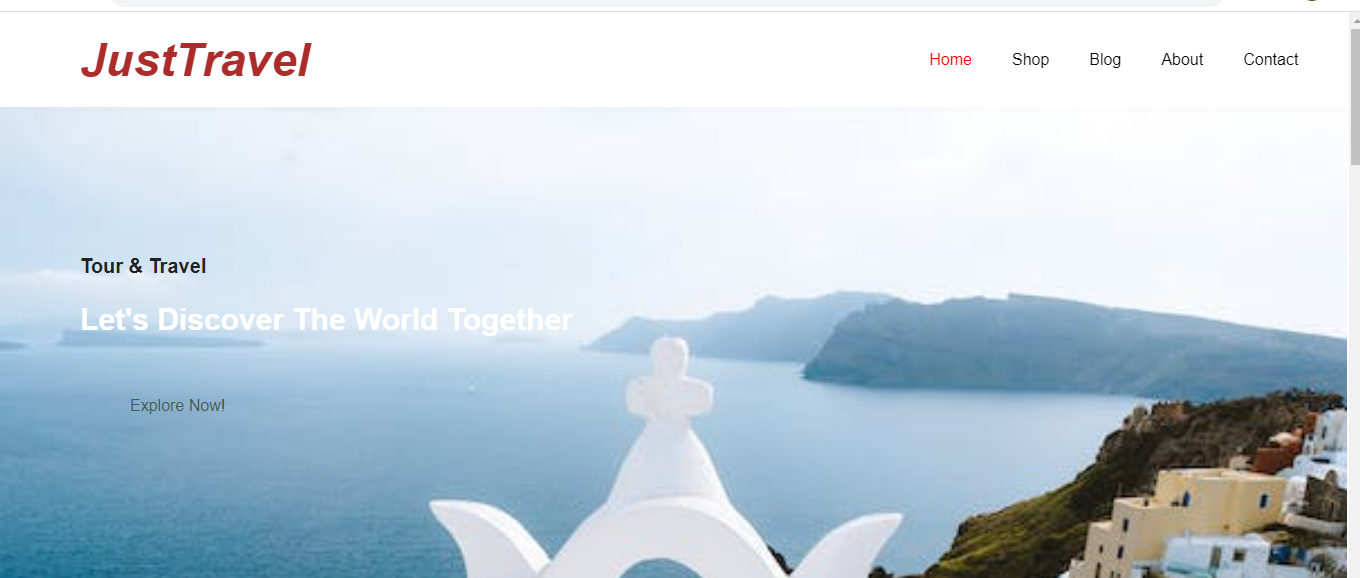 JustTravel
Home Shop Blog About Contact
Tour & Travel
Let's Discover The World Together
Explore Now!